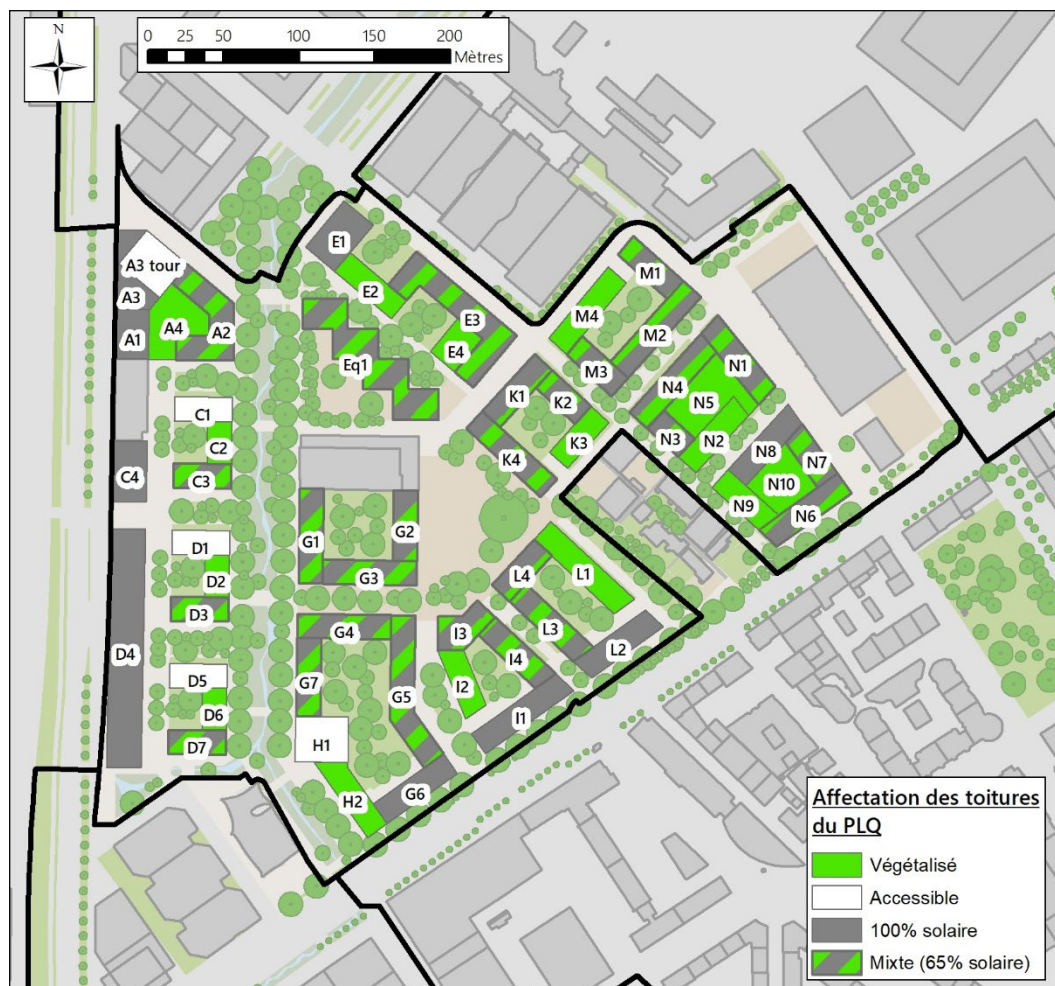 N
0 25 50 100 150 200
Mètres
A3 tour
A3
A1
A4
A2
C1
C2
C3
C4
D1
D2
D3
D4
D5
D6
D7
E1
E2
E3
E4
Eq1
G1
G2
G3
G4
G7
G5
G6
H1
H2
I3
I4
I2
I1
L1
L4
L3
L2
K1
K2
K3
K4
M1
M4
M2
M3
N1
N4
N5
N3
N2
N8
N7
N10
N9
N6
Affectation des toitures
du PLQ
Végétalisé
Accessible
100% solaire
Mixte (65% solaire)